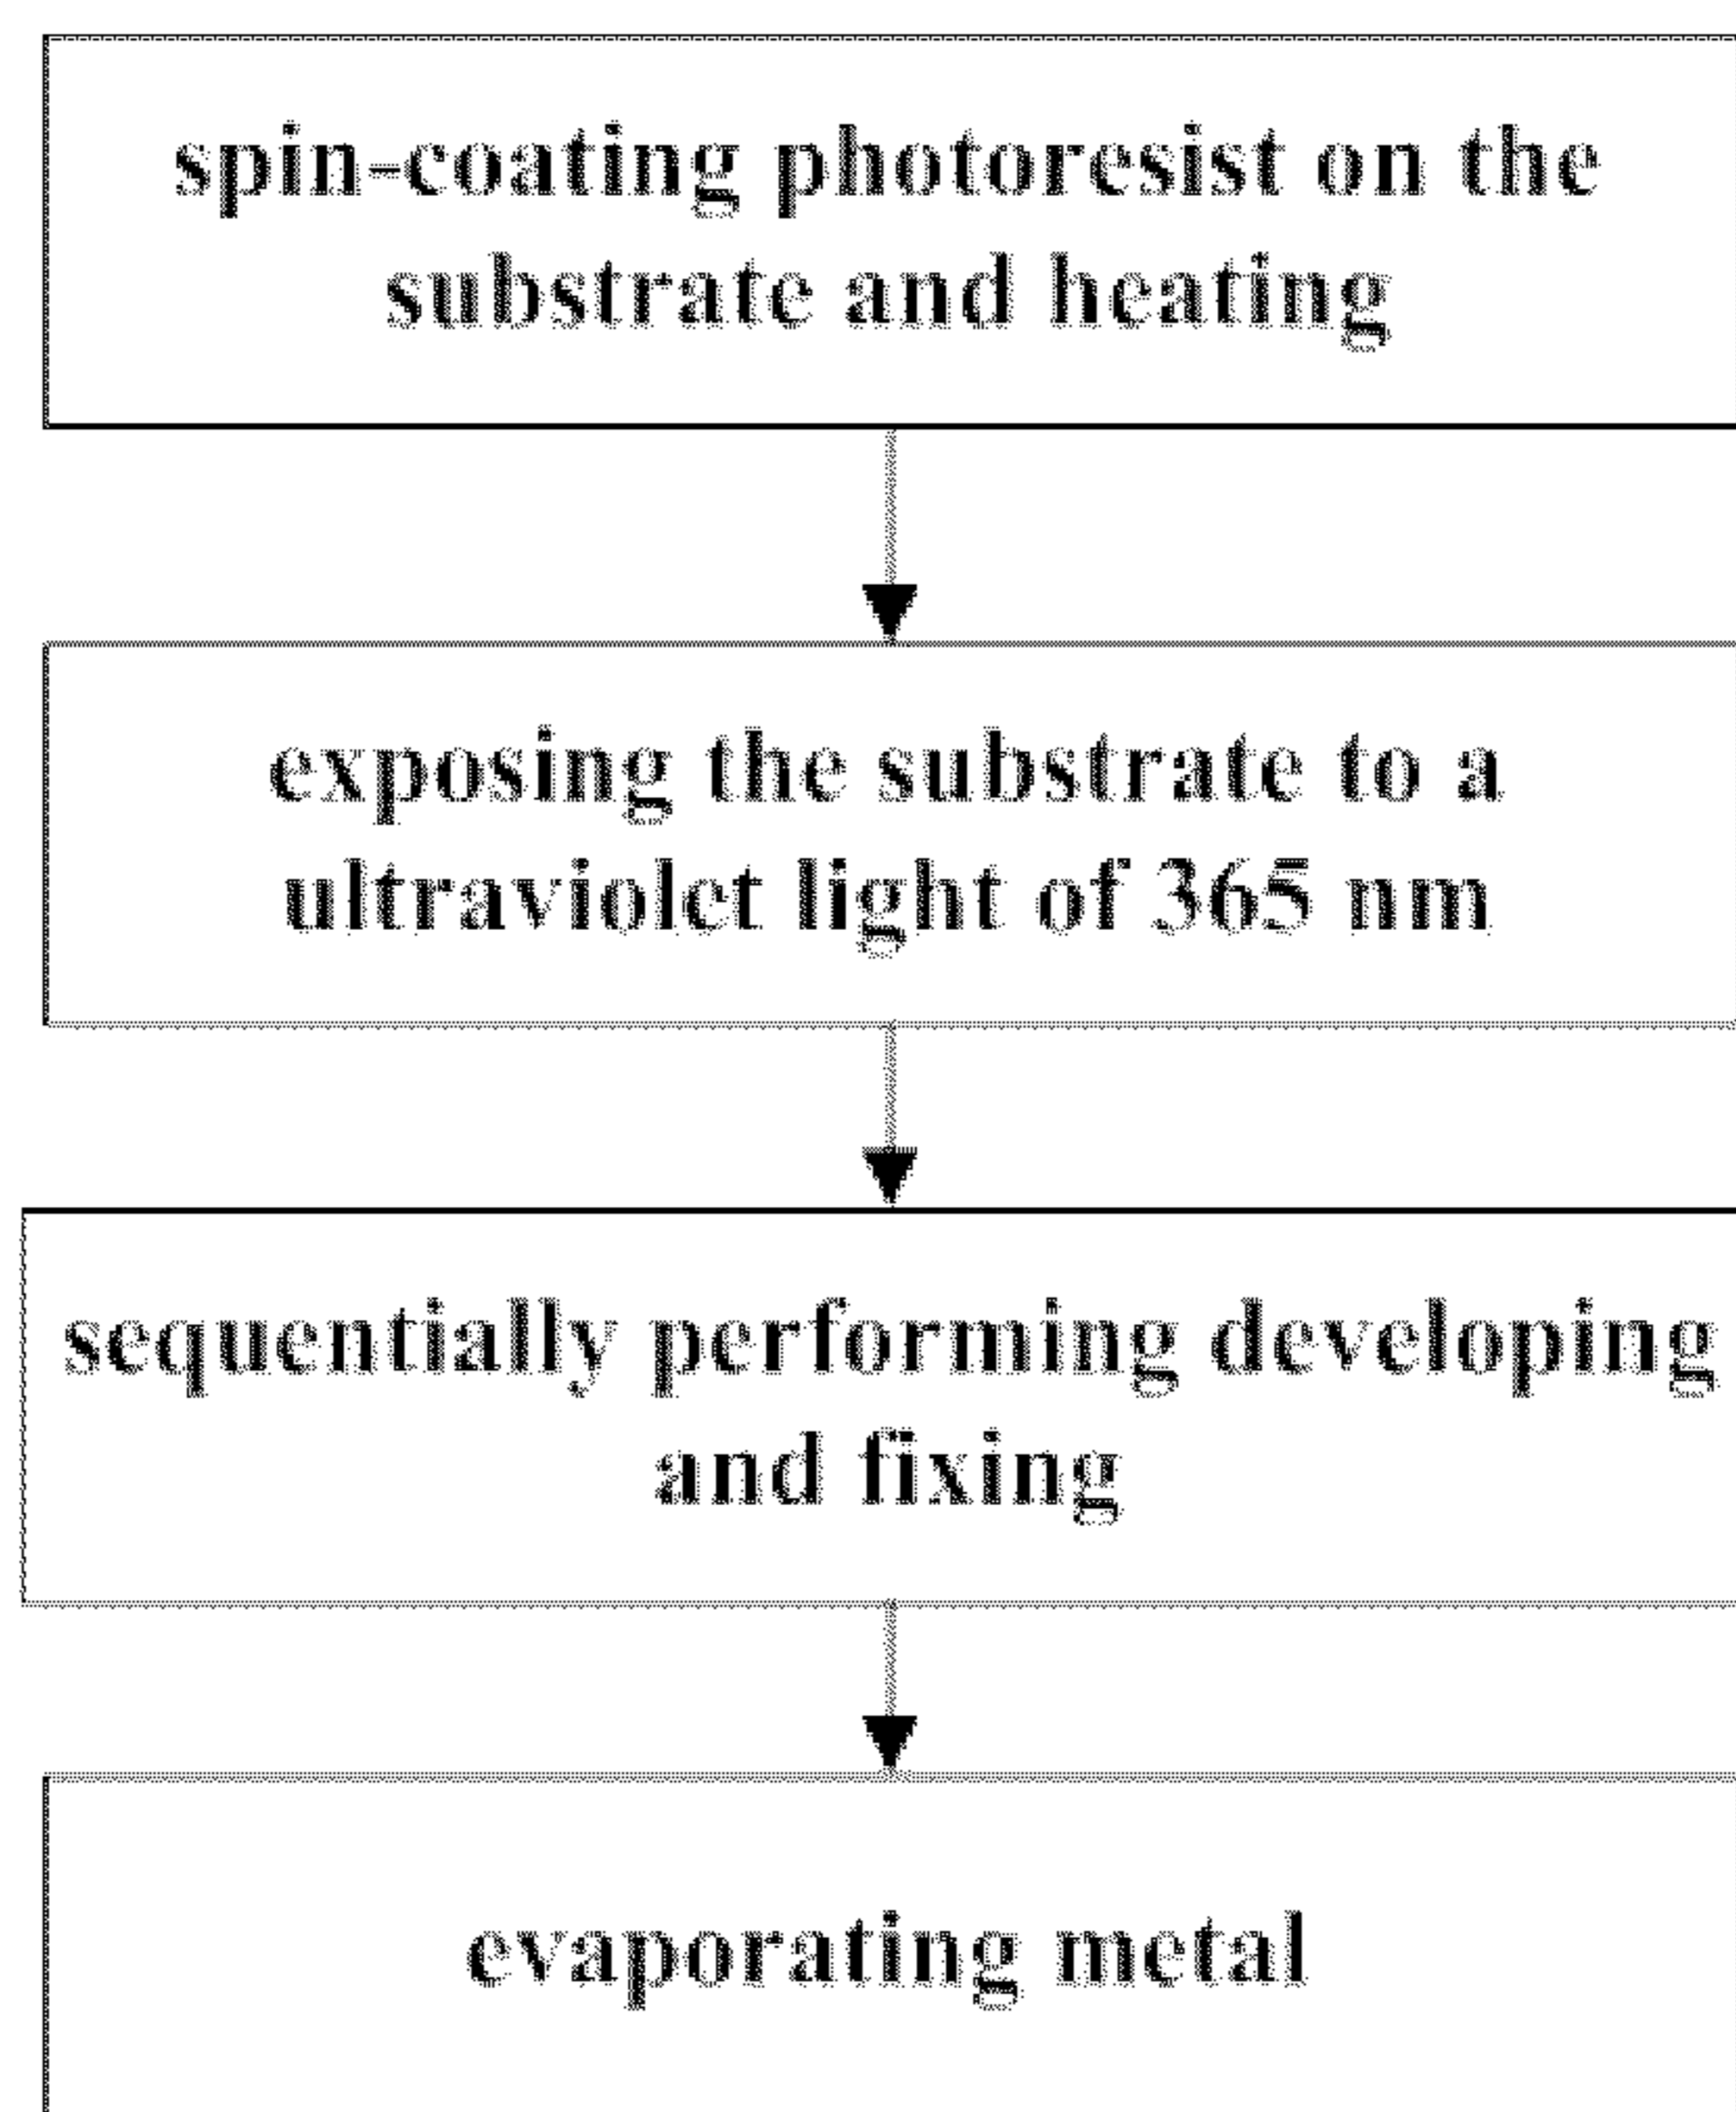 spin-coating photoresist on the
substrate and heating
exposing the substrate to a
ultraviolet light of 365 nm
sequentially performing developing
and fixing
evaporating metal